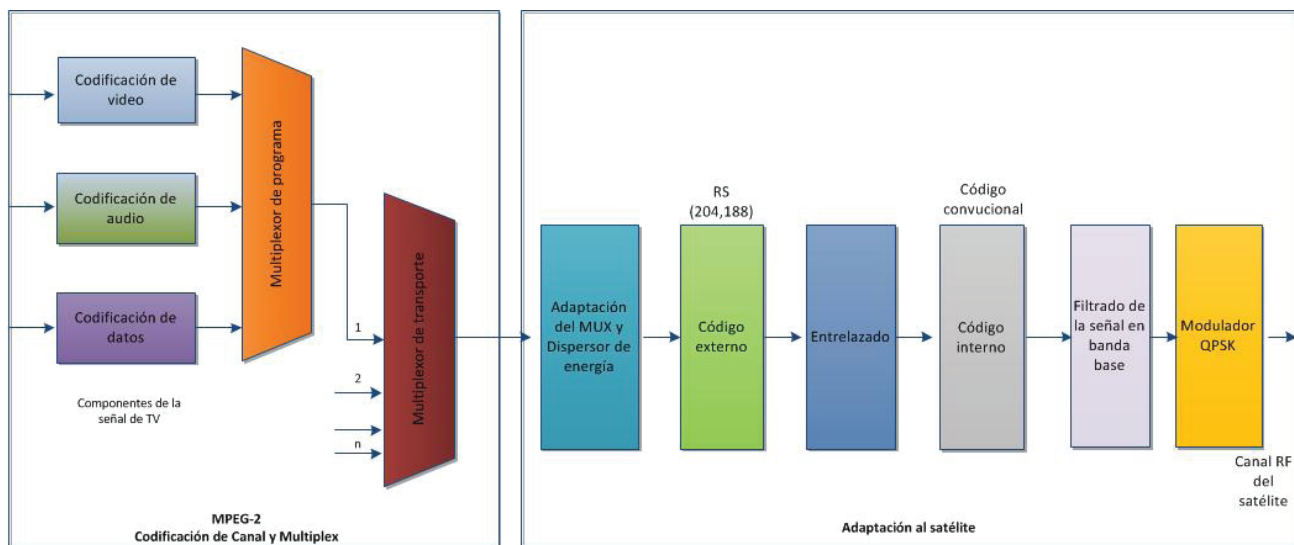 Codificación de
video
Codificación de
audio
Codificación de
datos
Componentes de la
señal de TV
Multiplexor de programa
1
2
n
Multiplexor de transporte
MPEG-2
Codificación de Canal y Multiplex
Adaptación
del MUX y
Dispersor de
energía
RS
(204,188)
Código
externo
Entrelazado
Código
convucional
Código
interno
Filtrado de
la señal en
banda
base
Modulador
QPSK
Canal RF
del
satélite
Adaptación al satélite